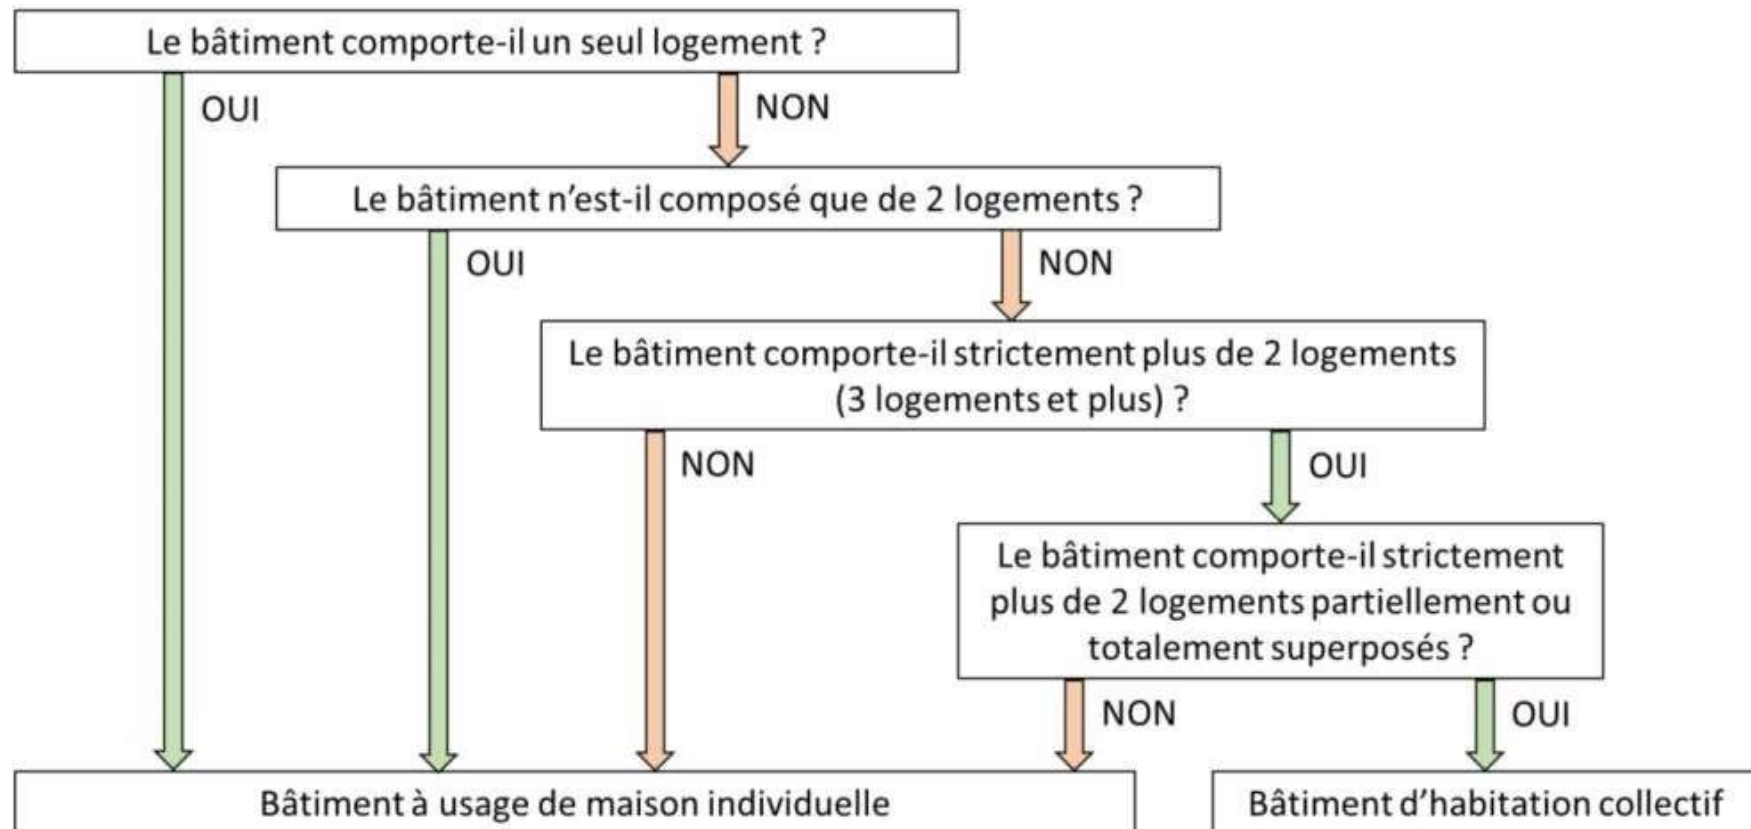 Le bâtiment comporte-il un seul logement ?
OUI
NON
Le bâtiment n'est-il composé que de 2 logements ?
OUI
NON
Le bâtiment comporte-il strictement plus de 2 logements
(3 logements et plus) ?
NON
OUI
Le bâtiment comporte-il strictement
plus de 2 logements partiellement ou
totalement superposés ?
NON
OUI
Bâtiment à usage de maison individuelle
Bâtiment d'habitation collectif